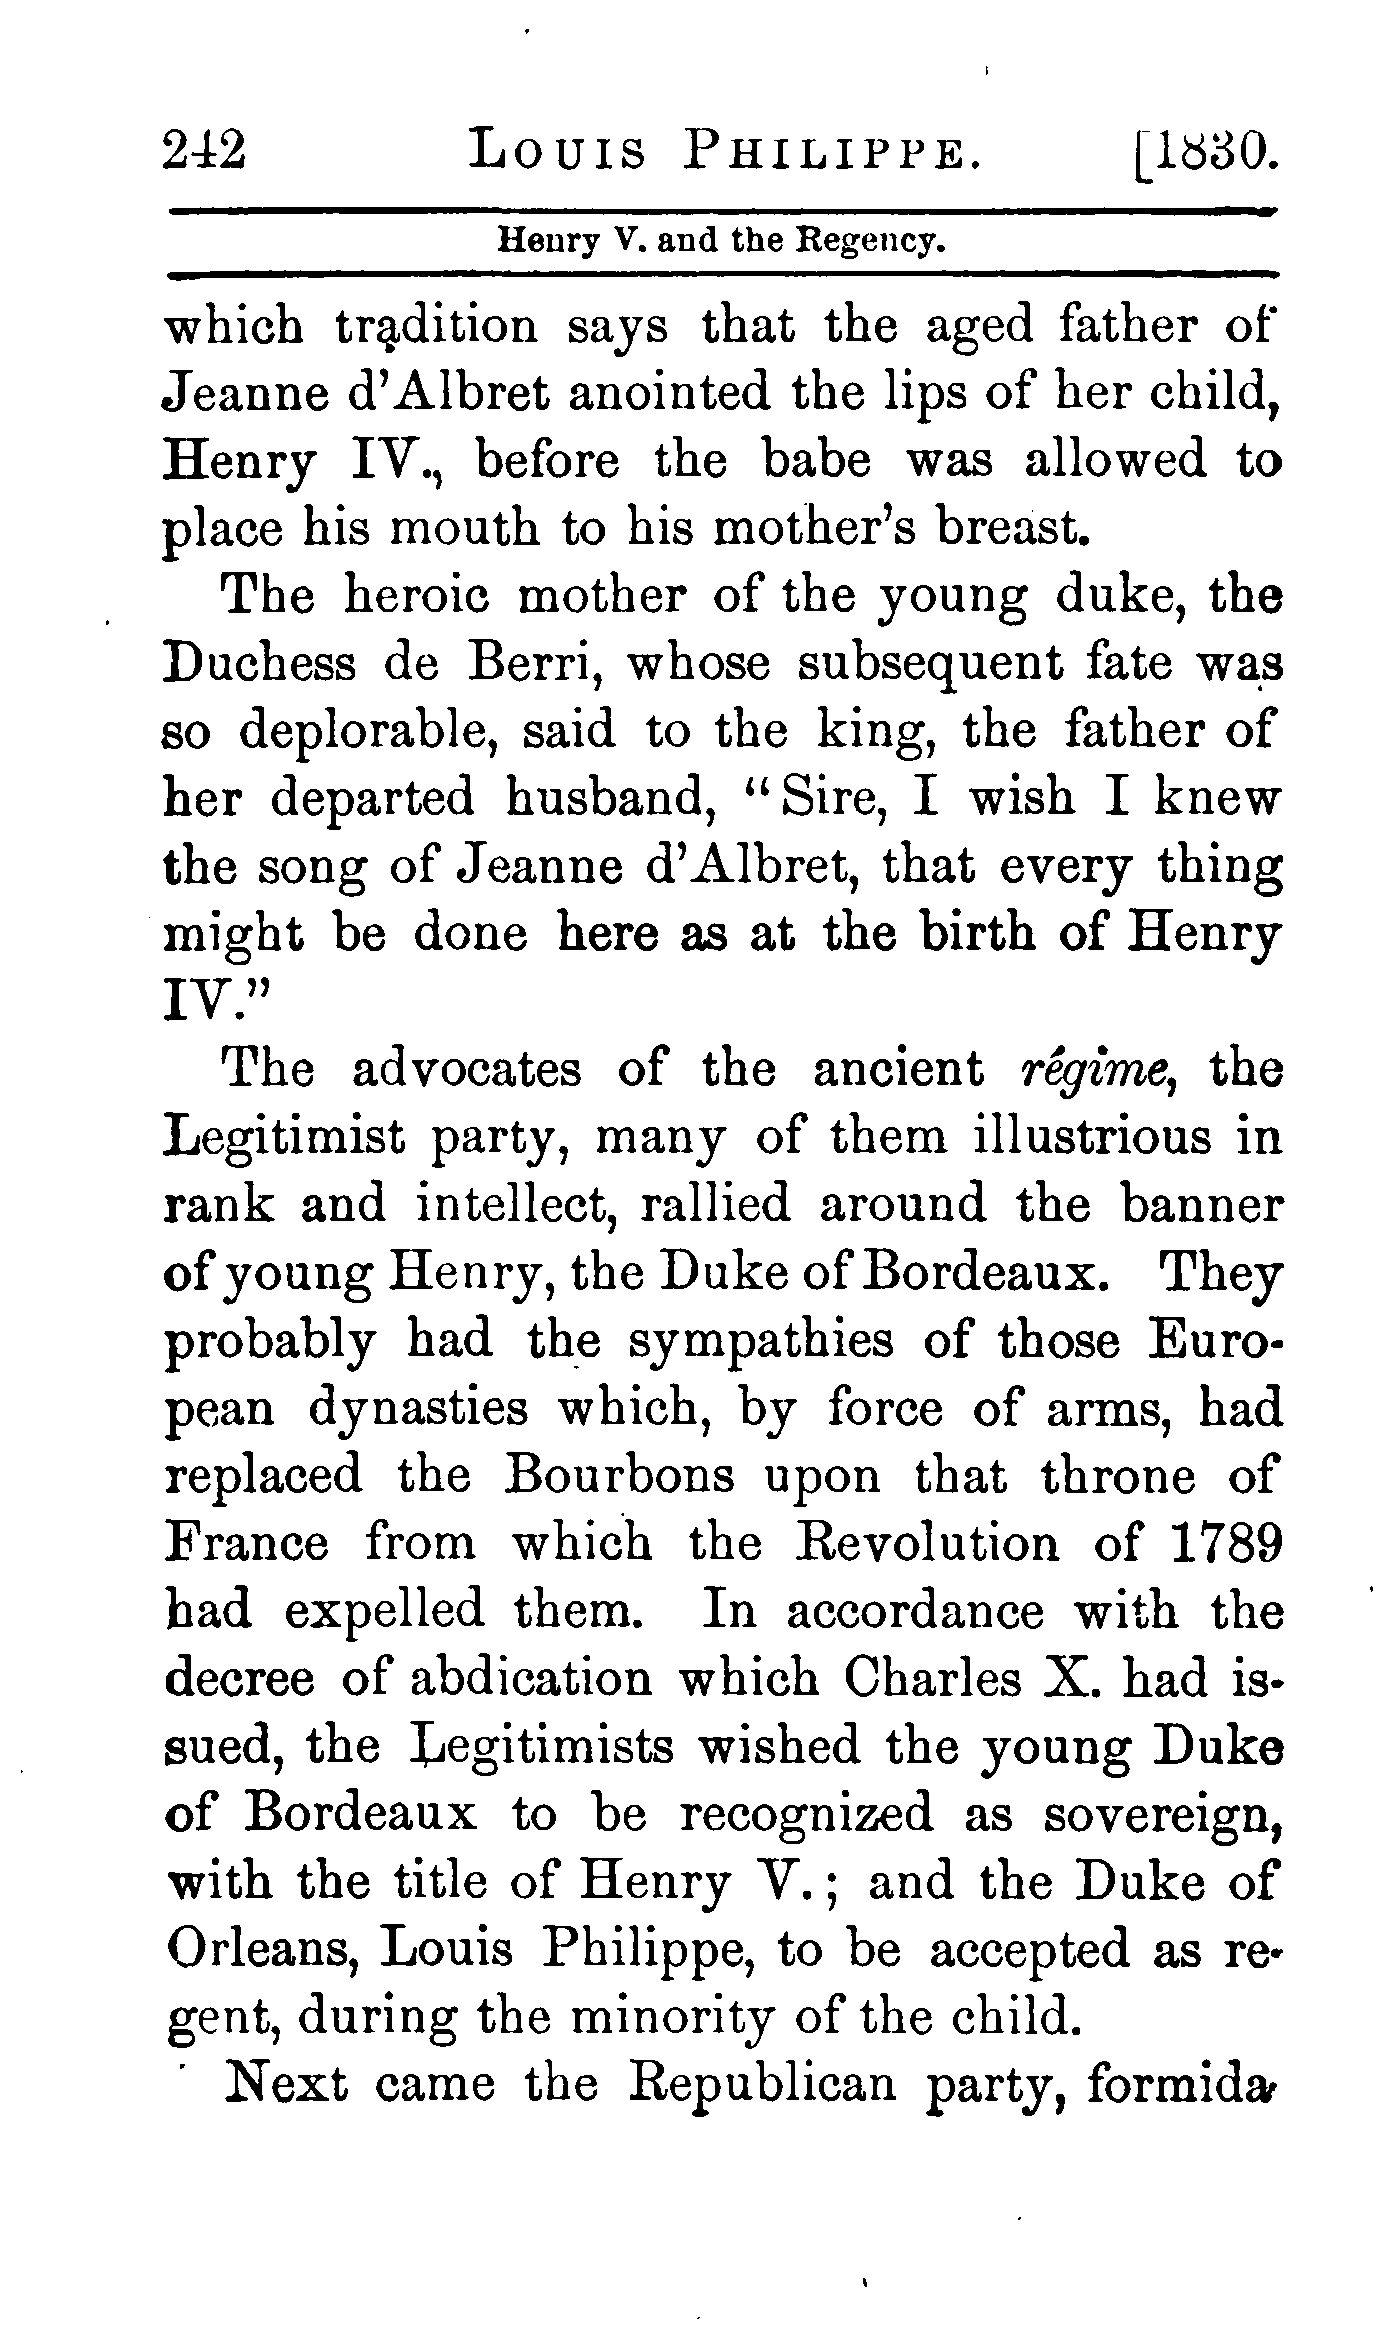 242 LOUIS PHILIPPE. [1830.
Henry V. and the Regency.
which tradition says that the aged father of
Jeanne d'Albret anointed the lips of her child,
Henry IV., before the babe was allowed to
place his mouth to his mother's breast.
The heroic mother of the young duke, the
Duchess de Berri, whose subsequent fate was
so deplorable, said to the king, the father of
her departed husband, “Sire, I wish I knew
the song of Jeanne d'Albret, that every thing
might be done here as at the birth of Henry
IV.”
The advocates of the ancient régime, the
Legitimist party, many of them illustrious in
rank and intellect, rallied around the banner
of young Henry, the Duke of Bordeaux. They
probably had the sympathies of those Euro-
pean dynasties which, by force of arms, had
replaced the Bourbons upon that throne of
France from which the Revolution of 1789
had expelled them. In accordance with the
decree of abdication which Charles X. had is-
sued, the Legitimists wished the young Duke
of Bordeaux to be recognized as sovereign,
with the title of Henry V.; and the Duke of
Orleans, Louis Philippe, to be accepted as re-
gent, during the minority of the child.
Next came the Republican party, formida-